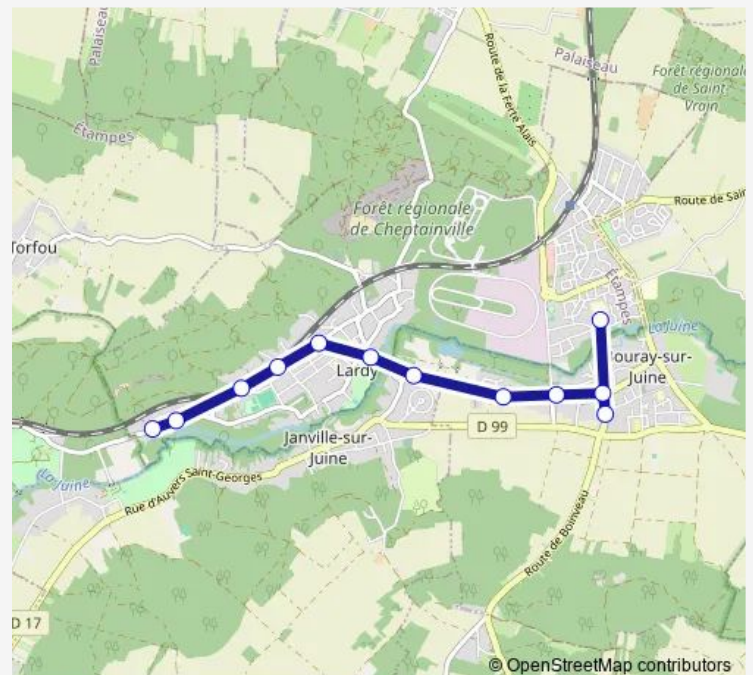 Palaiseau
Route de la Ferté Alais
Palaiseau
Forêt régionale
de Saint
Vrain
Étampes
Route de Sain
Forêt régionale
de Cheptainville
Torfou
Étampes
La Juine
Bouray-sur-
Juine
Lardy
D 99
Janville-sur-
Juine
La Juine
Rue d'Auvers Saint-Georges
Route de Boinveau
D 17
© OpenStreetMap contributors